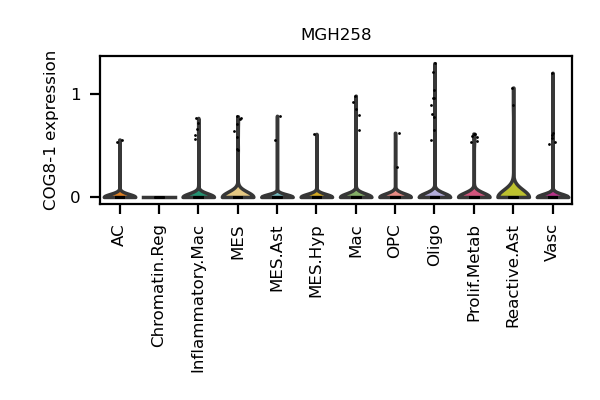 MGH258
COG8-1 expression
1
0
AC
Chromatin.Reg
Inflammatory.Mac
MES
MES.Ast
MES.Hyp
Mac
OPC
Oligo
Prolif.Metab
Reactive.Ast
Vasc